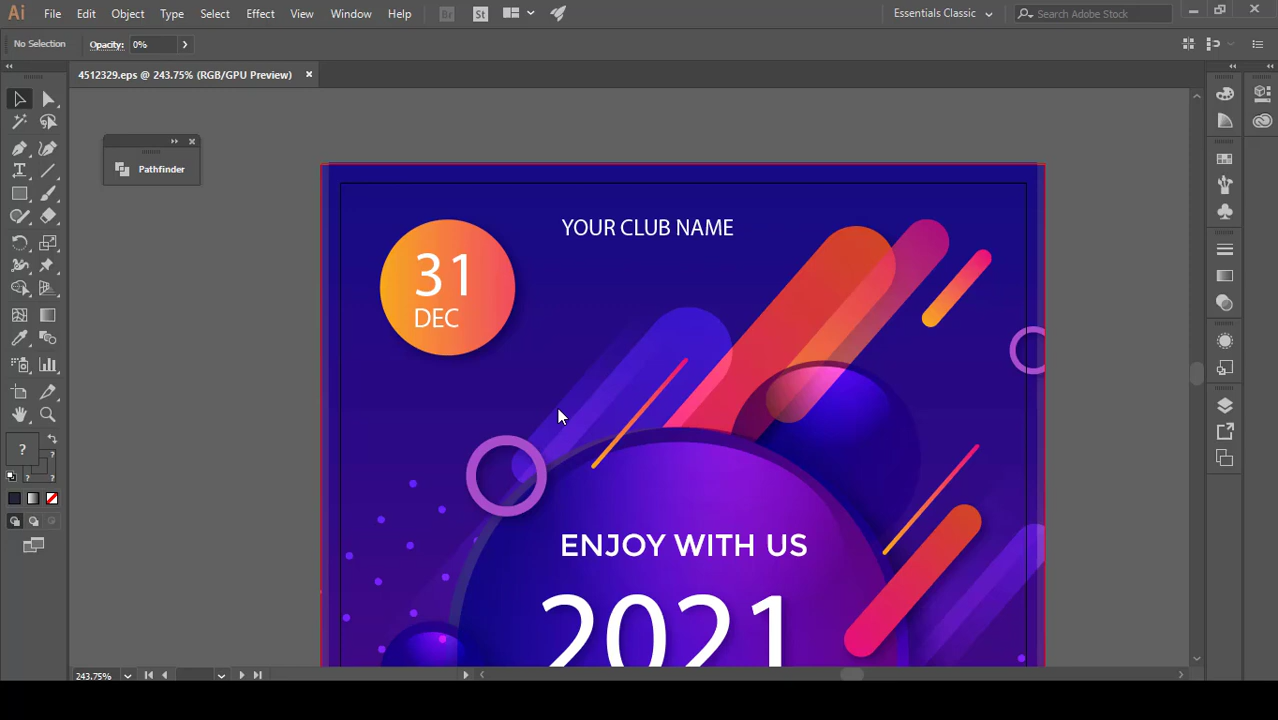 Ai File Edit Object Type Select Effect View Window Help Br St Essentials Classic Search Adobe Stock
No Selection Opacity: 0%
4512329.eps @ 243.75% (RGB/GPU Preview)
Pathfinder
YOUR CLUB NAME
31
DEC
ENJOY WITH US
2021
? ?
? ?
243.75%